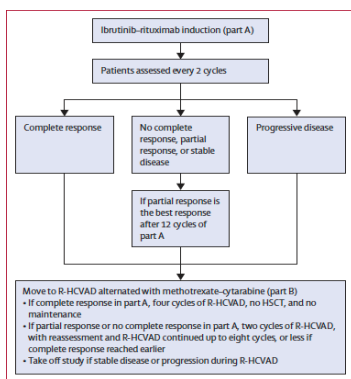 Ibrutinib–rituximab induction (part A)
Patients assessed every 2 cycles
Complete response
No complete
response, partial
response, or stable
disease
Progressive disease
If partial response is
the best response
after 12 cycles of
part A
Move to R-HCVAD alternated with methotrexate–cytarabine (part B)
• If complete response in part A, four cycles of R-HCVAD, no HSCT, and no
maintenance
• If partial response or no complete response in part A, two cycles of R-HCVAD,
with reassessment and R-HCVAD continued up to eight cycles, or less if
complete response reached earlier
• Take off study if stable disease or progression during R-HCVAD